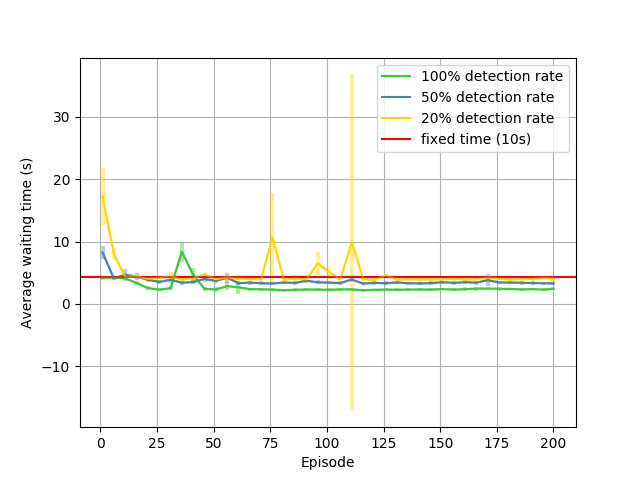 100% detection rate
50% detection rate
20% detection rate
fixed time (10s)
30
20
10
0
−10
Average waiting time (s)
0 25 50 75 100 125 150 175 200
Episode